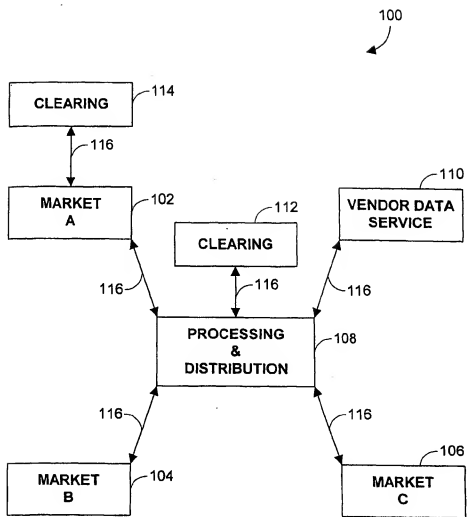 100
CLEARING
114
116
MARKET
A
102
110
VENDOR DATA
SERVICE
112
CLEARING
116
116
116
PROCESSING
&
DISTRIBUTION
108
116
116
MARKET
B
104
106
MARKET
C